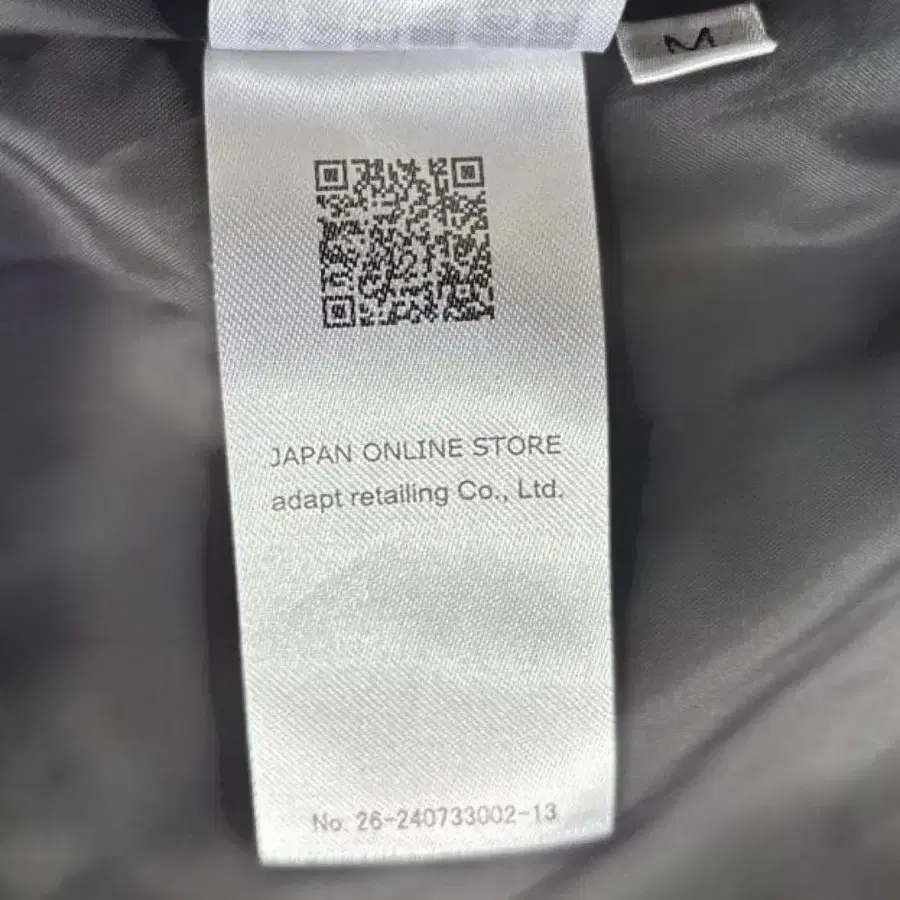 M
JAPAN ONLINE STORE
adapt retailing Co., Ltd.
No. 26-240733002-13